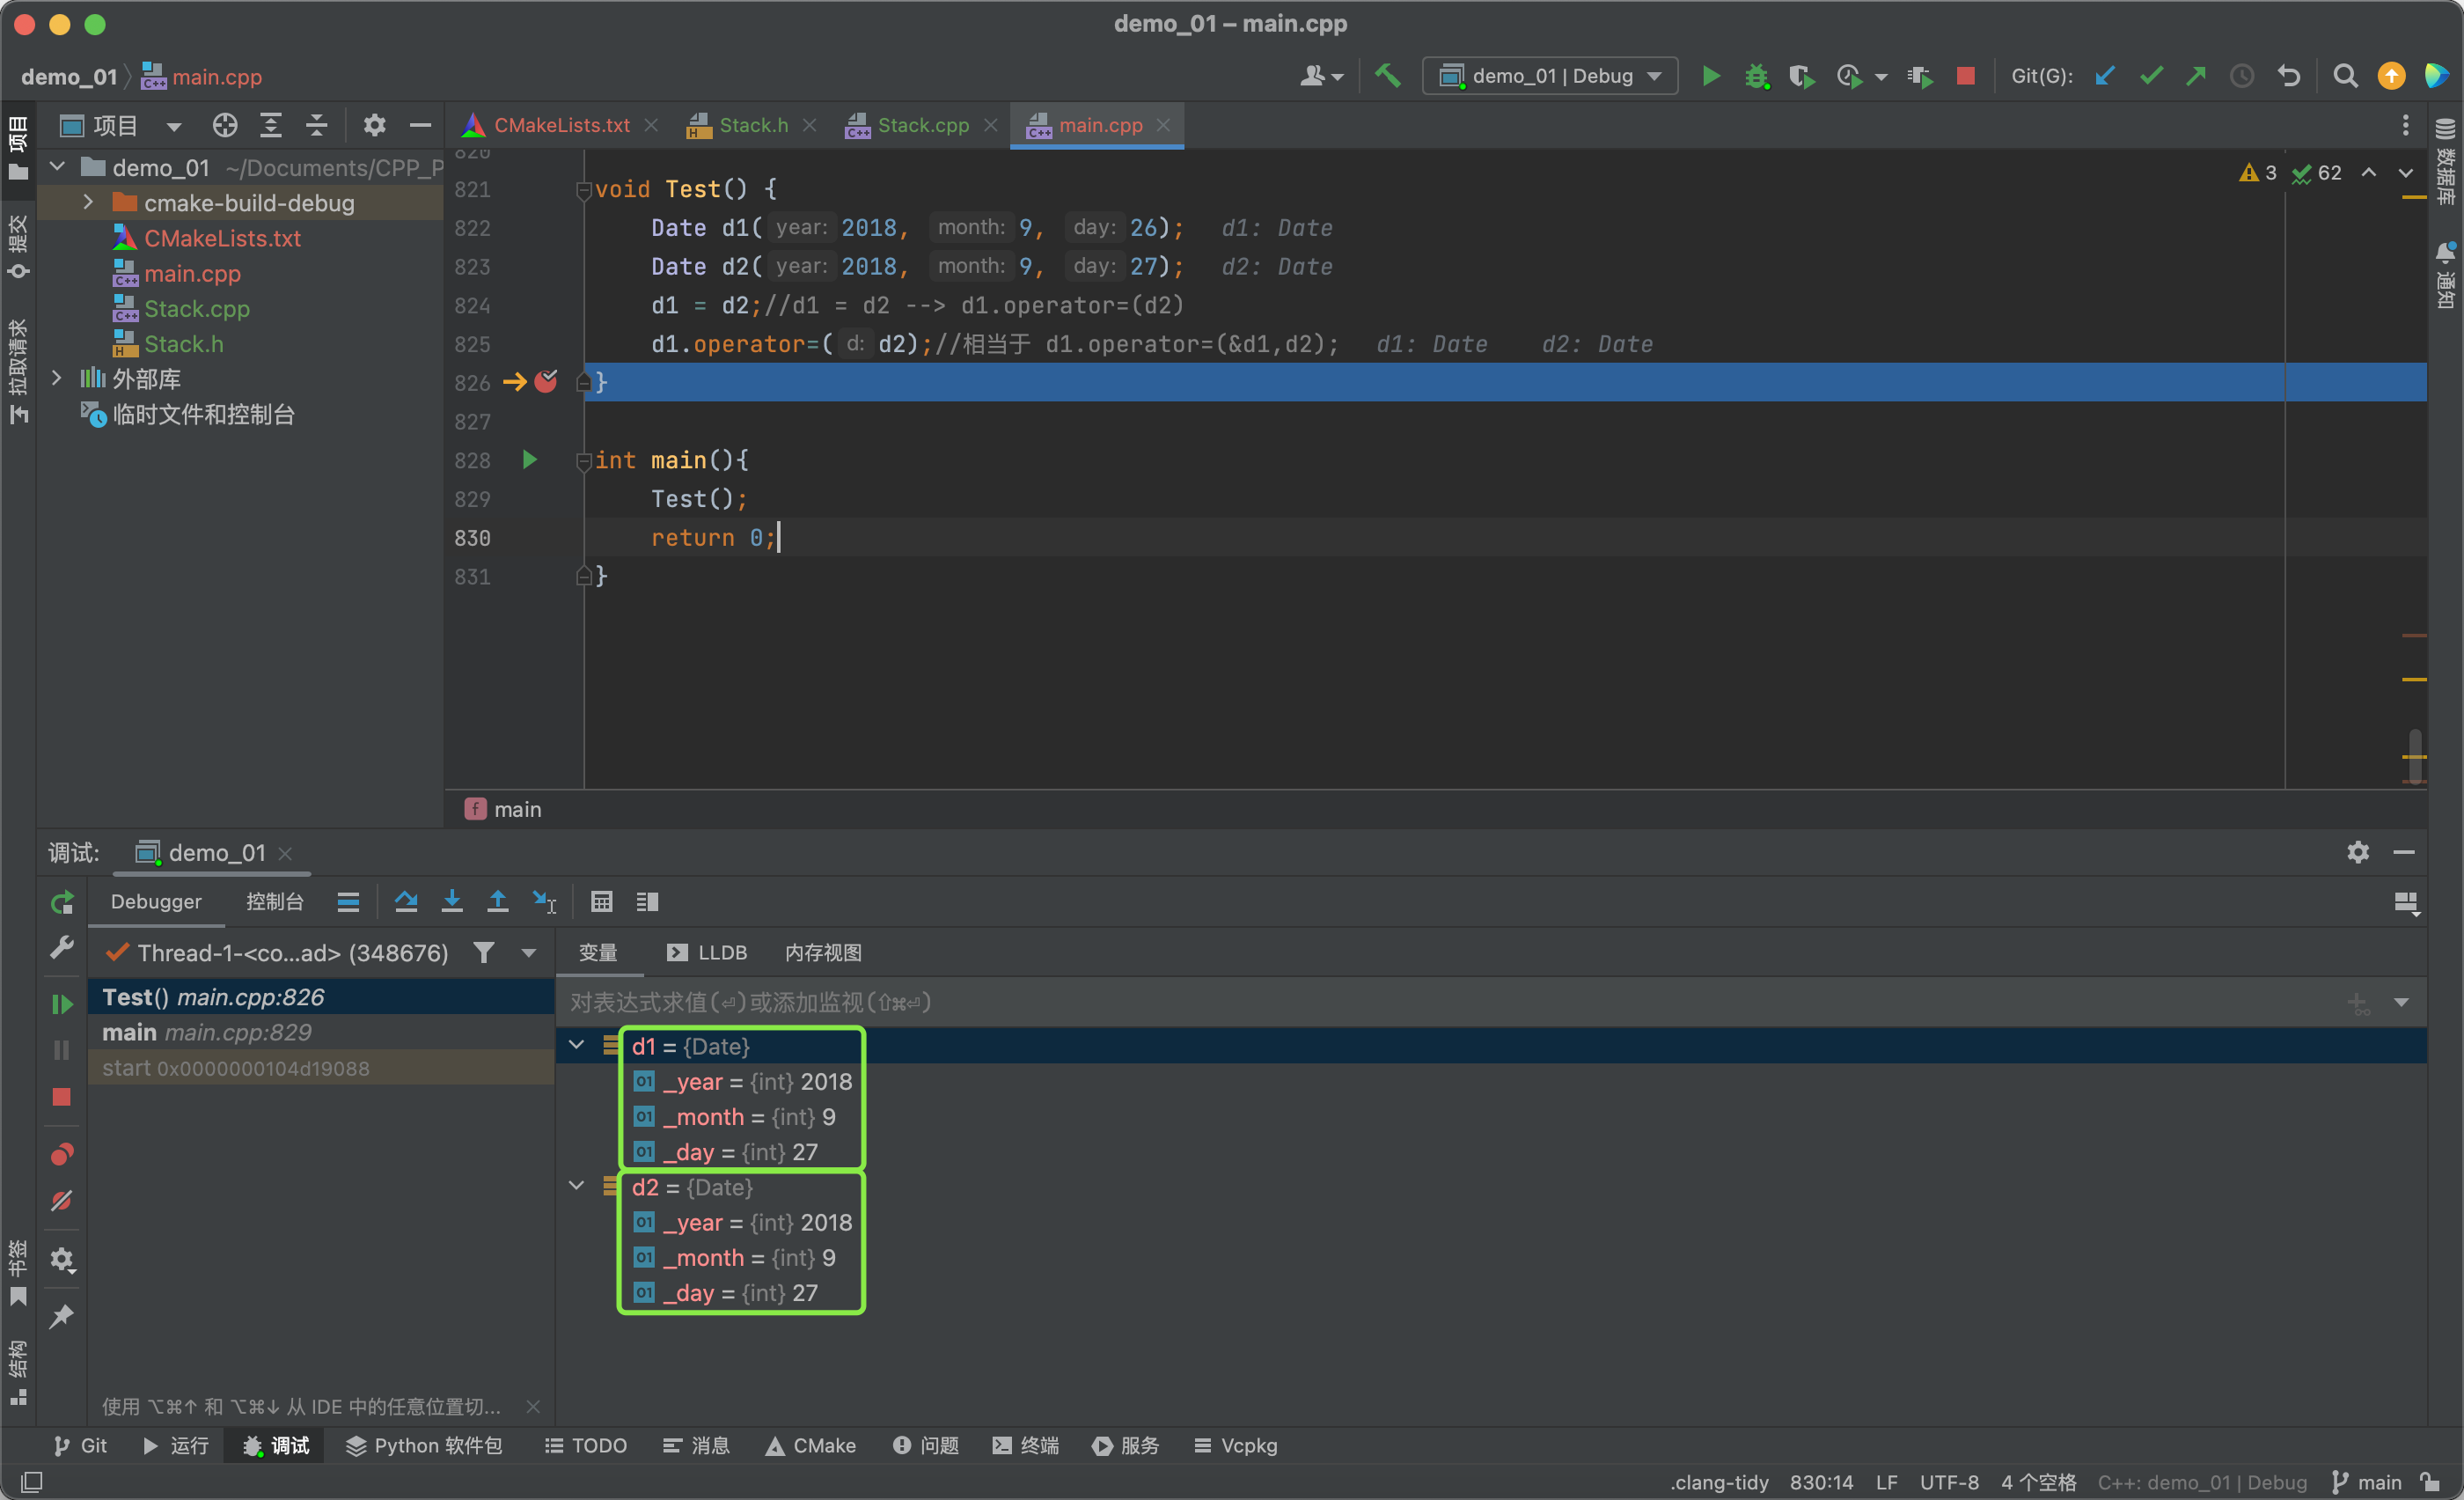 demo_01 – main.cpp
demo_01 main.cpp
demo_01 | Debug
Git(G):
项目
提交
拉取请求
书签
结构
项目
demo_01 ~/Documents/CPP_P
cmake-build-debug
CMakeLists.txt
main.cpp
Stack.cpp
Stack.h
外部库
临时文件和控制台
CMakeLists.txt
Stack.h
Stack.cpp
main.cpp
数据库
通知
3 62
820
821 void Test() {
822 Date d1( year: 2018, month: 9, day: 26); d1: Date
823 Date d2( year: 2018, month: 9, day: 27); d2: Date
824 d1 = d2;//d1 = d2 --> d1.operator=(d2)
825 d1.operator=( d: d2);//相当于 d1.operator=(&d1,d2); d1: Date d2: Date
826 }
827
828 int main(){
829 Test();
830 return 0;
831 }
f main
调试: demo_01
Debugger 控制台
Thread-1-<co...ad> (348676)
Test() main.cpp:826
main main.cpp:829
start 0x0000000104d19088
使用 ⌥⌘↑ 和 ⌥⌘↓ 从 IDE 中的任意位置切...
变量 LLDB 内存视图
对表达式求值(⏎)或添加监视(⇧⌘⏎)
d1 = {Date}
01 _year = {int} 2018
01 _month = {int} 9
01 _day = {int} 27
d2 = {Date}
01 _year = {int} 2018
01 _month = {int} 9
01 _day = {int} 27
Git 运行 调试 Python 软件包 TODO 消息 CMake 问题 终端 服务 Vcpkg
.clang-tidy 830:14 LF UTF-8 4 个空格 C++: demo_01 | Debug main